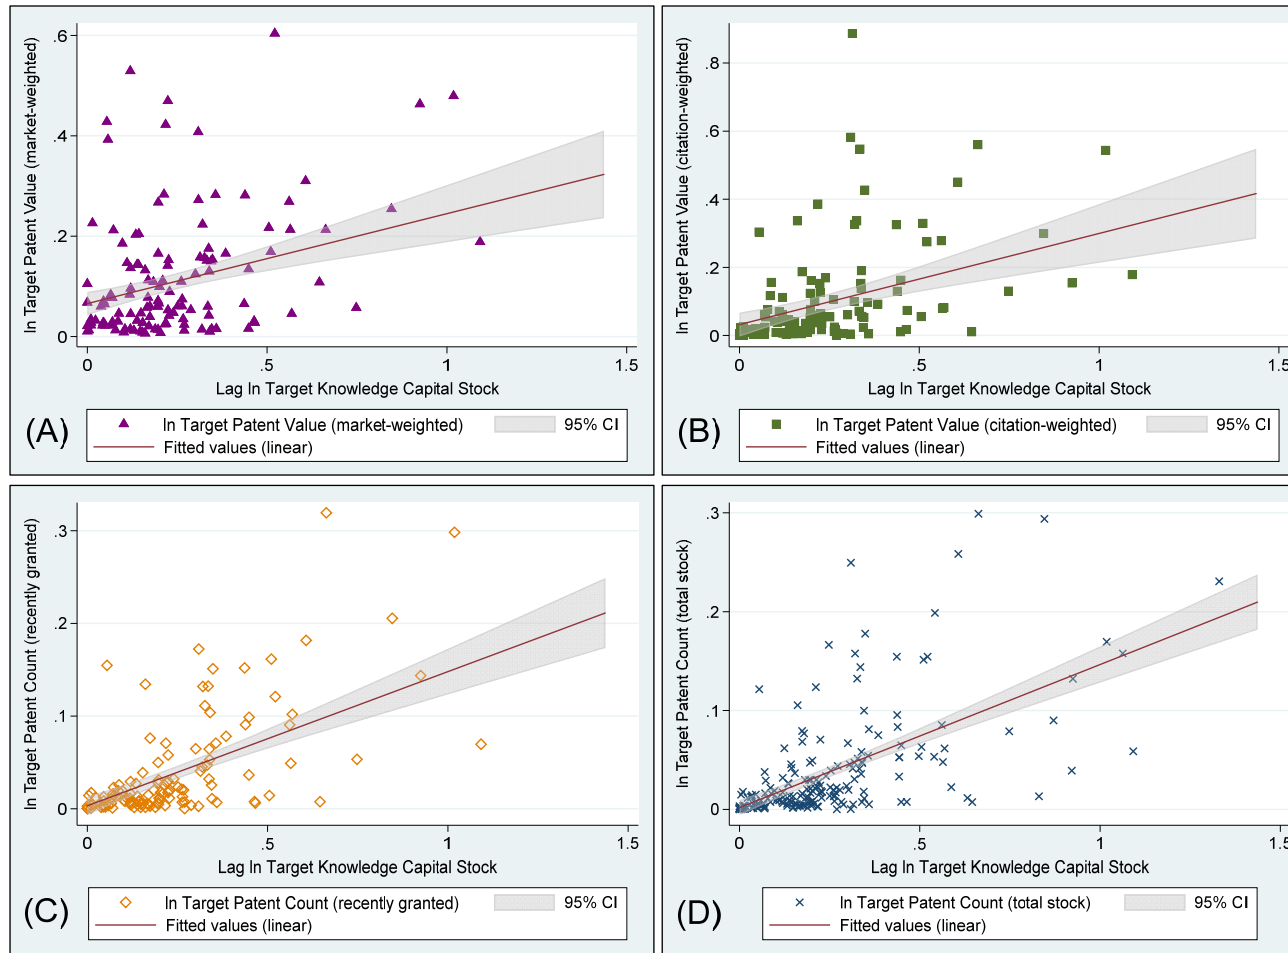 ln Target Patent Value (market-weighted)
.6
.4
.2
0
0 .5 1 1.5
Lag ln Target Knowledge Capital Stock
(A)
ln Target Patent Value (market-weighted) 95% CI
Fitted values (linear)
ln Target Patent Value (citation-weighted)
.8
.6
.4
.2
0
0 .5 1 1.5
Lag ln Target Knowledge Capital Stock
(B)
ln Target Patent Value (citation-weighted) 95% CI
Fitted values (linear)
ln Target Patent Count (recently granted)
.3
.2
.1
0
0 .5 1 1.5
Lag ln Target Knowledge Capital Stock
(C)
ln Target Patent Count (recently granted) 95% CI
Fitted values (linear)
ln Target Patent Count (total stock)
.3
.2
.1
0
0 .5 1 1.5
Lag ln Target Knowledge Capital Stock
(D)
ln Target Patent Count (total stock) 95% CI
Fitted values (linear)